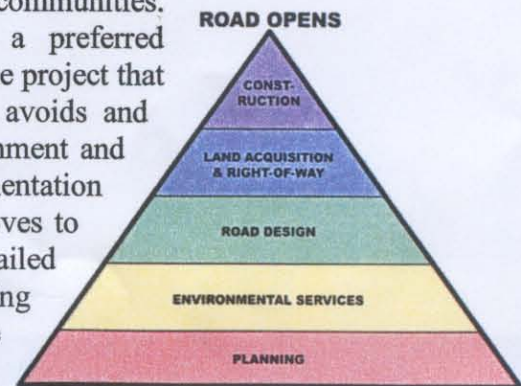 communities.
a preferred
e project that
avoids and
nment and
entation
ves to
ailed
ng
ROAD OPENS
CONST-
RUCTION
LAND ACQUISITION
& RIGHT-OF-WAY
ROAD DESIGN
ENVIRONMENTAL SERVICES
PLANNING